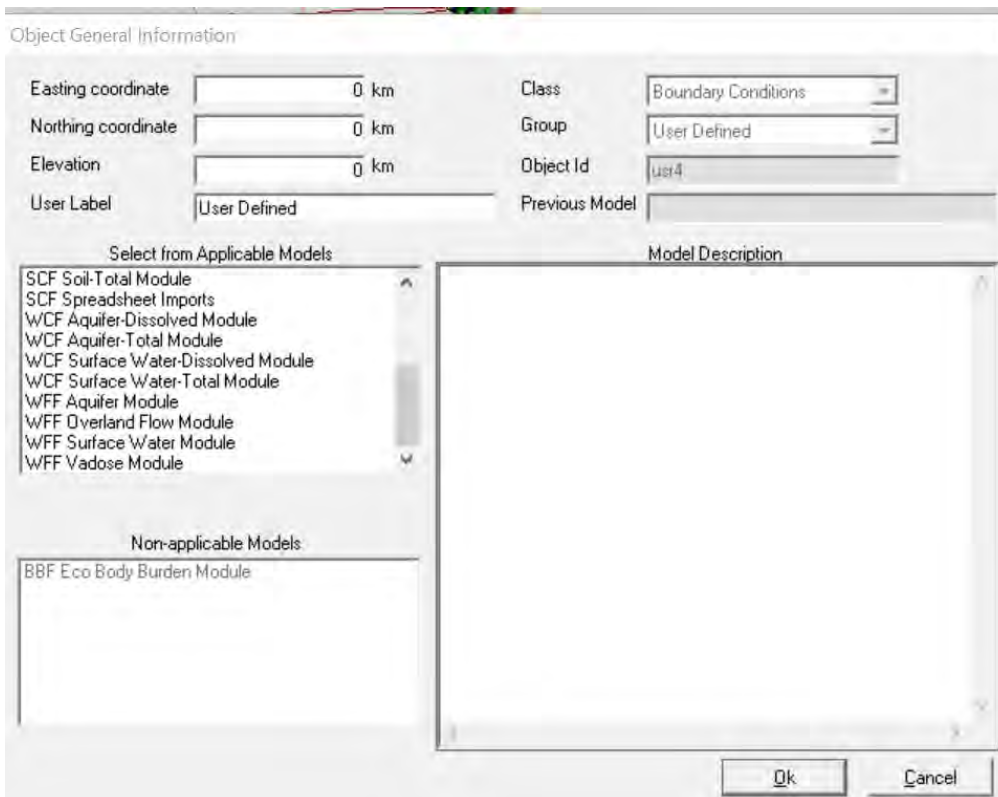 Object General Information
Easting coordinate 0 km Class Boundary Conditions
Northing coordinate 0 km Group User Defined
Elevation 0 km Object Id usr4
User Label User Defined Previous Model
Select from Applicable Models Model Description
SCF Soil-Total Module
SCF Spreadsheet Imports
WCF Aquifer-Dissolved Module
WCF Aquifer-Total Module
WCF Surface Water-Dissolved Module
WCF Surface Water-Total Module
WFF Aquifer Module
WFF Overland Flow Module
WFF Surface Water Module
WFF Vadose Module
Non-applicable Models
BBF Eco Body Burden Module
Ok Cancel